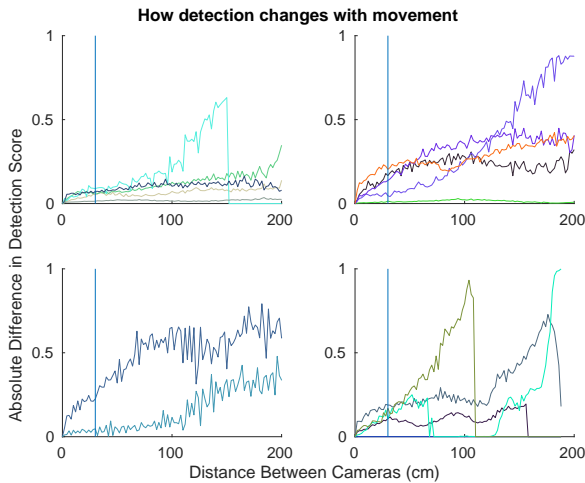 How detection changes with movement
1
0.5
0
0 100 200
1
0.5
0
0 100 200
1
0.5
0
0 100 200
1
0.5
0
0 100 200
Absolute Difference in Detection Score
Distance Between Cameras (cm)